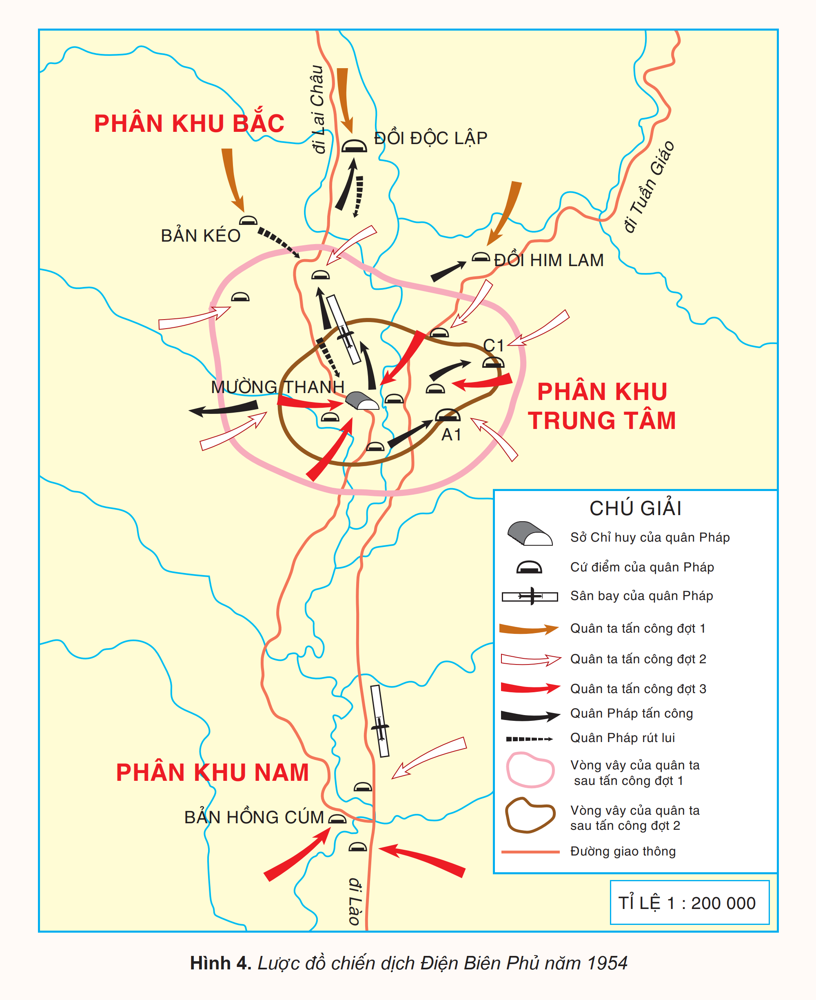 đi Lai Châu
PHÂN KHU BẮC
ĐỒI ĐỘC LẬP
đi Tuần Giáo
BẢN KÉO
ĐỒI HIM LAM
C1
MƯỜNG THANH
PHÂN KHU
TRUNG TÂM
A1
PHÂN KHU NAM
BẢN HỒNG CÚM
đi Lào
CHÚ GIẢI
Sở Chỉ huy của quân Pháp
Cứ điểm của quân Pháp
Sân bay của quân Pháp
Quân ta tấn công đợt 1
Quân ta tấn công đợt 2
Quân ta tấn công đợt 3
Quân Pháp tấn công
Quân Pháp rút lui
Vòng vây của quân ta
sau tấn công đợt 1
Vòng vây của quân ta
sau tấn công đợt 2
Đường giao thông
TỈ LỆ 1 : 200 000
Hình 4. Lược đồ chiến dịch Điện Biên Phủ năm 1954